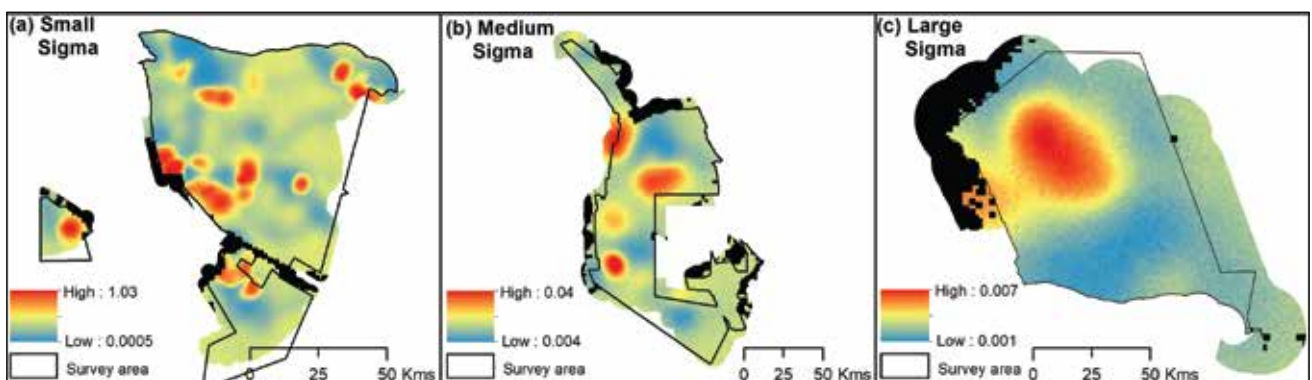 (a) Small
Sigma
High : 1.03
Low : 0.0005
Survey area
0 25 50 Kms
(b) Medium
Sigma
High : 0.04
Low : 0.004
Survey area
0 25 50 Kms
(c) Large
Sigma
High : 0.007
Low : 0.001
Survey area
0 25 50 Kms